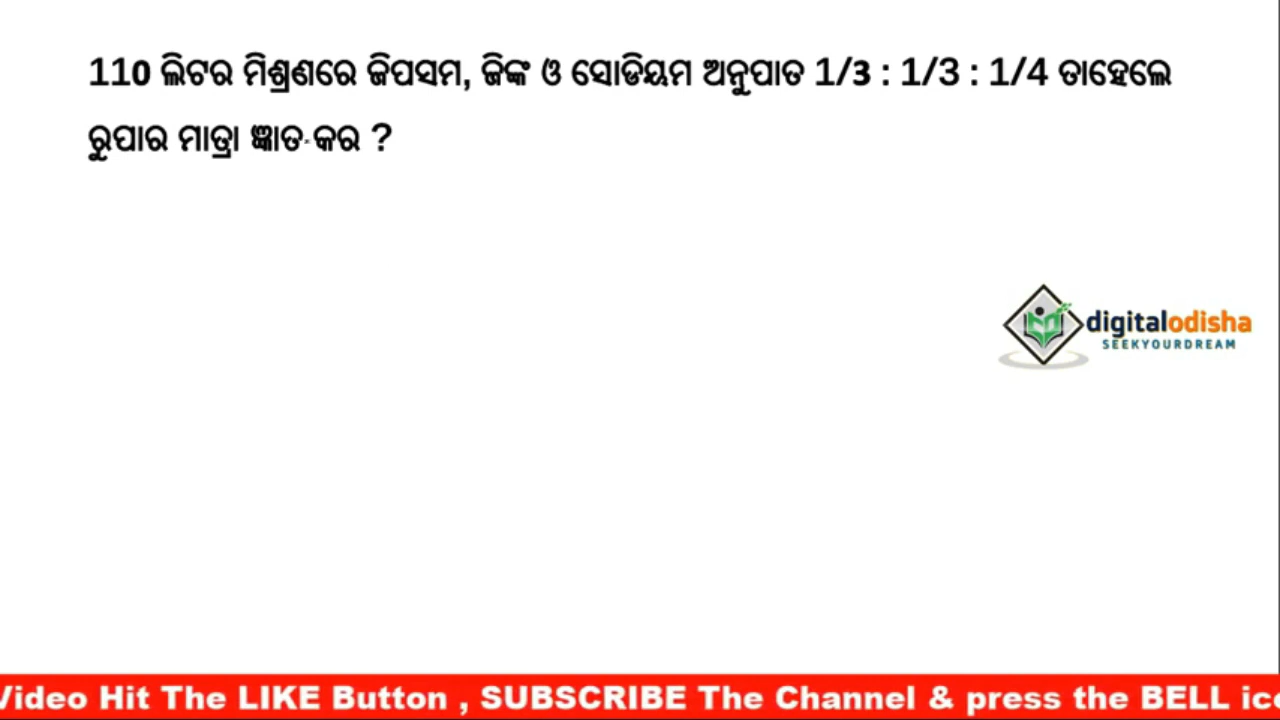 110 ଲିଟର ମିଶ୍ରଣରେ ଜିପସମ, ଜିଙ୍କ ଓ ସୋଡିୟମ ଅନୁପାତ 1/3 : 1/3 : 1/4 ତାହେଲେ
ରୁପାର ମାତ୍ରା ଜ୍ଞାତ କର ?
digitalodisha
SEEKYOURDREAM
Video Hit The LIKE Button , SUBSCRIBE The Channel & press the BELL ico